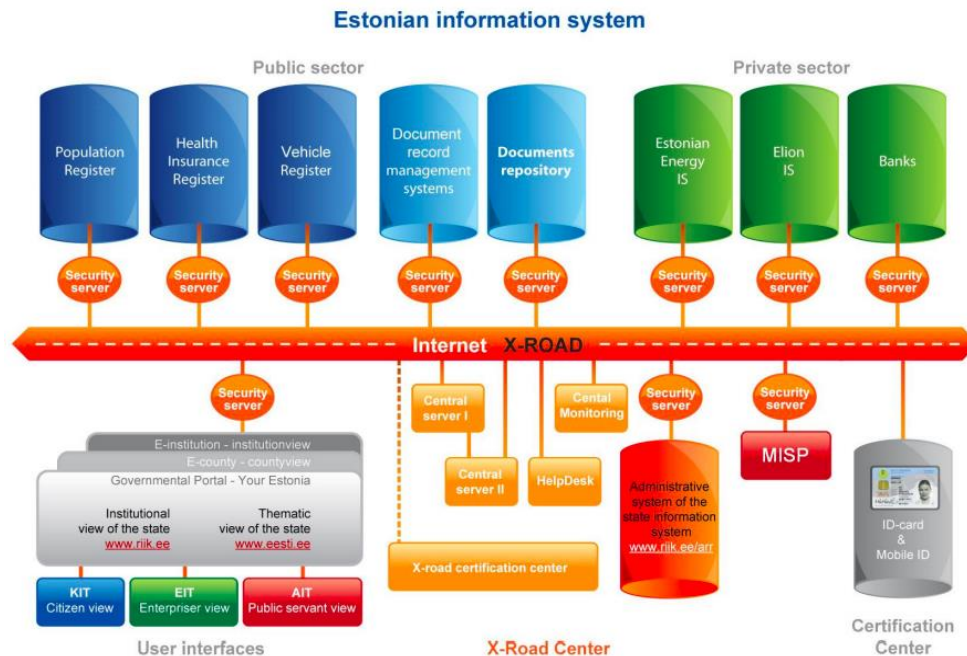 Estonian information system
Public sector
Private sector
Population
Register
Health
Insurance
Register
Vehicle
Register
Document
record
management
systems
Documents
repository
Estonian
Energy
IS
Elion
IS
Banks
Security
server
Security
server
Security
server
Security
server
Security
server
Security
server
Security
server
Security
server
Internet X-ROAD
Security
server
Central
server I
Cental
Monitoring
Security
server
Security
server
E-institution - institutionview
E-county - countyview
Governmental Portal - Your Estonia
Institutional
view of the state
www.riik.ee
Thematic
view of the state
www.eesti.ee
Central
server II
HelpDesk
MISP
Administrative
system of the
state information
system
www.riik.ee/arr
ID-card
&
Mobile ID
X-road certification center
KIT
Citizen view
EIT
Enterpriser view
AIT
Public servant view
User interfaces
X-Road Center
Certification
Center